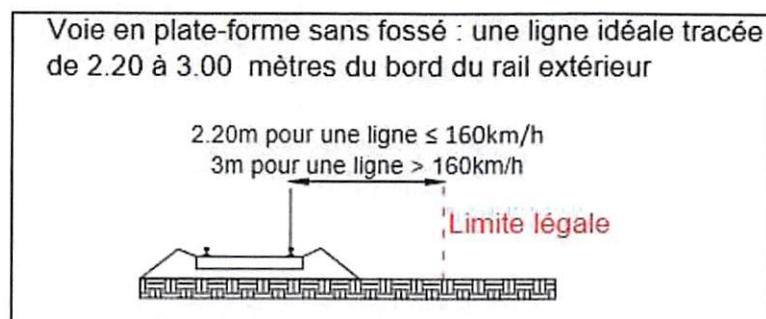 Voie en plate-forme sans fossé : une ligne idéale tracée
de 2.20 à 3.00 mètres du bord du rail extérieur
2.20m pour une ligne ≤ 160km/h
3m pour une ligne > 160km/h
Limite légale